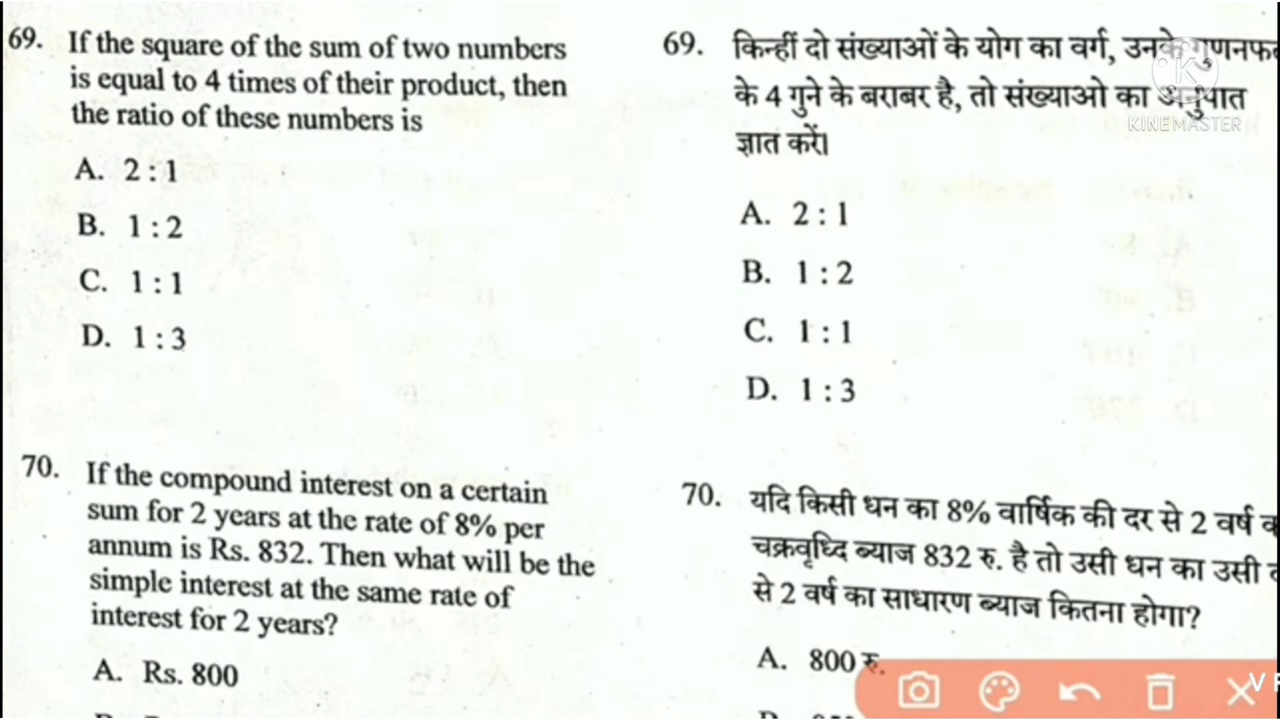 69. If the square of the sum of two numbers
is equal to 4 times of their product, then
the ratio of these numbers is
A. 2 : 1
B. 1 : 2
C. 1 : 1
D. 1 : 3
70. If the compound interest on a certain
sum for 2 years at the rate of 8% per
annum is Rs. 832. Then what will be the
simple interest at the same rate of
interest for 2 years?
A. Rs. 800
69. किन्हीं दो संख्याओं के योग का वर्ग, उनके
के 4 गुने के बराबर है, तो संख्याओ का अनुपात
ज्ञात करें।
A. 2 : 1
B. 1 : 2
C. 1 : 1
D. 1 : 3
70. यदि किसी धन का 8% वार्षिक की दर से 2 वर्ष
चक्रवृध्दि ब्याज 832 रु. है तो उसी धन का उसी
से 2 वर्ष का साधारण ब्याज कितना होगा?
A. 800 रु.
KINEMASTER